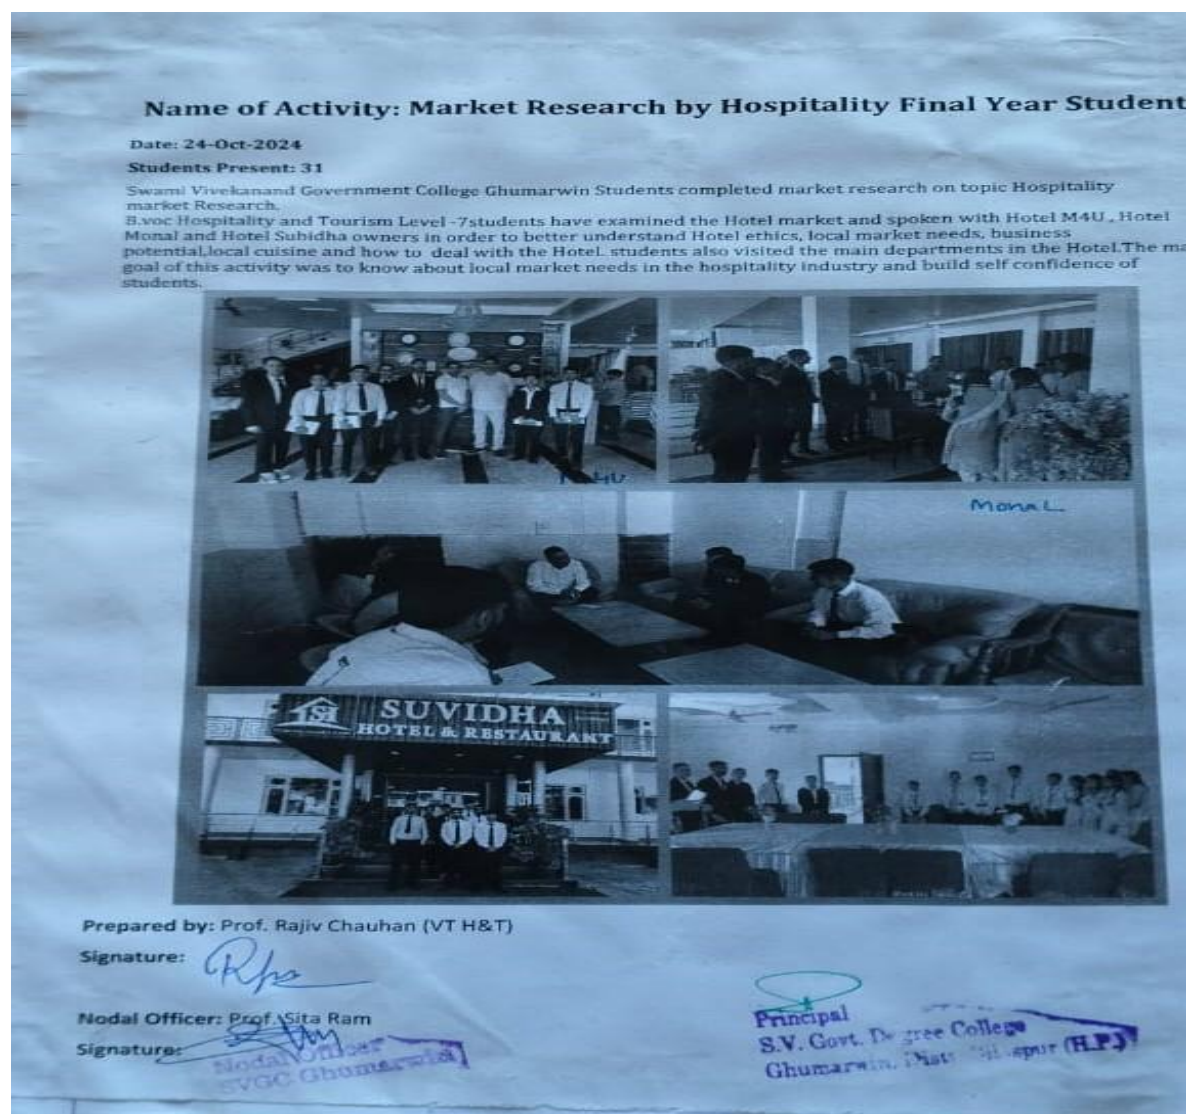 Name of Activity: Market Research by Hospitality Final Year Student
Date: 24-Oct-2024
Students Present: 31
Swami Vivekanand Government College Ghumarwin Students completed market research on topic Hospitality
market Research.
B.voc Hospitality and Tourism Level -7students have examined the Hotel market and spoken with Hotel M4U , Hotel
Monal and Hotel Subidha owners in order to better understand Hotel ethics, local market needs, business
potential,local cuisine and how to deal with the Hotel. students also visited the main departments in the Hotel.The ma
goal of this activity was to know about local market needs in the hospitality industry and build self confidence of
students.
4U
Monal
SH SUVIDHA
HOTEL & RESTAURANT
Prepared by: Prof. Rajiv Chauhan (VT H&T)
Signature:
Nodal Officer: Prof. Sita Ram
Signature:
Nodal Officer
SVGC Ghumarwin
Principal
S.V. Govt. Degree College
Ghumarwin, Distt. Bilaspur (H.P.)